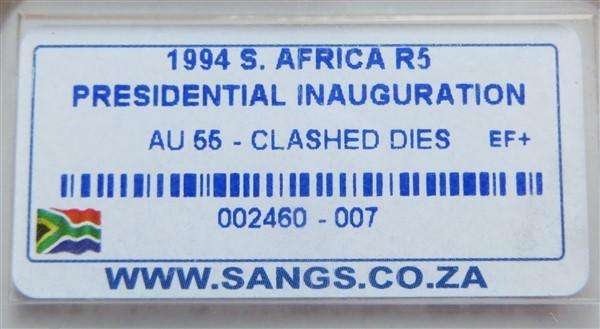 1994 S. AFRICA R5
PRESIDENTIAL INAUGURATION
AU 55 - CLASHED DIES EF+
002460 - 007
WWW.SANGS.CO.ZA